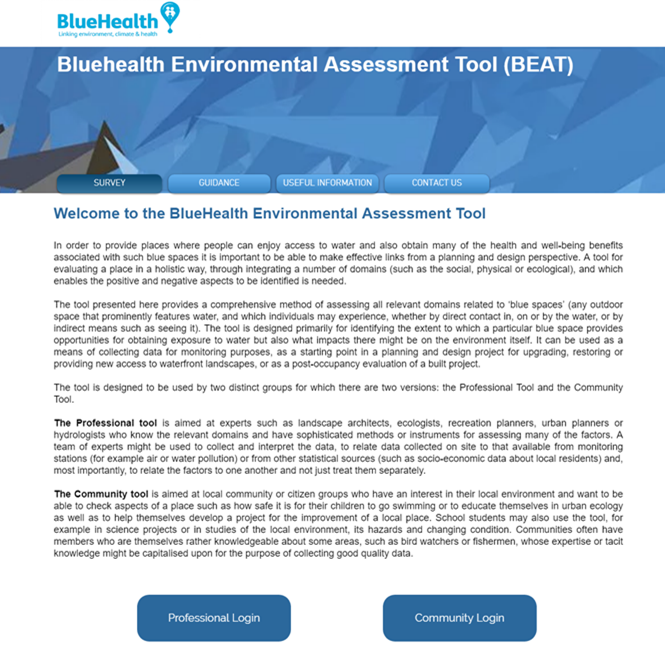 BlueHealth
Linking environment, climate & health
Bluehealth Environmental Assessment Tool (BEAT)
SURVEY GUIDANCE USEFUL INFORMATION CONTACT US
Welcome to the BlueHealth Environmental Assessment Tool
In order to provide places where people can enjoy access to water and also obtain many of the health and well-being benefits
associated with such blue spaces it is important to be able to make effective links from a planning and design perspective. A tool for
evaluating a place in a holistic way, through integrating a number of domains (such as the social, physical or ecological), and which
enables the positive and negative aspects to be identified is needed.
The tool presented here provides a comprehensive method of assessing all relevant domains related to ‘blue spaces’ (any outdoor
space that prominently features water, and which individuals may experience, whether by direct contact in, on or by the water, or by
indirect means such as seeing it). The tool is designed primarily for identifying the extent to which a particular blue space provides
opportunities for obtaining exposure to water but also what impacts there might be on the environment itself. It can be used as a
means of collecting data for monitoring purposes, as a starting point in a planning and design project for upgrading, restoring or
providing new access to waterfront landscapes, or as a post-occupancy evaluation of a built project.
The tool is designed to be used by two distinct groups for which there are two versions: the Professional Tool and the Community
Tool.
The Professional tool is aimed at experts such as landscape architects, ecologists, recreation planners, urban planners or
hydrologists who know the relevant domains and have sophisticated methods or instruments for assessing many of the factors. A
team of experts might be used to collect and interpret the data, to relate data collected on site to that available from monitoring
stations (for example air or water pollution) or from other statistical sources (such as socio-economic data about local residents) and,
most importantly, to relate the factors to one another and not just treat them separately.
The Community tool is aimed at local community or citizen groups who have an interest in their local environment and want to be
able to check aspects of a place such as how safe it is for their children to go swimming or to educate themselves in urban ecology
as well as to help themselves develop a project for the improvement of a local place. School students may also use the tool, for
example in science projects or in studies of the local environment, its hazards and changing condition. Communities often have
members who are themselves rather knowledgeable about some areas, such as bird watchers or fishermen, whose expertise or tacit
knowledge might be capitalised upon for the purpose of collecting good quality data.
Professional Login Community Login